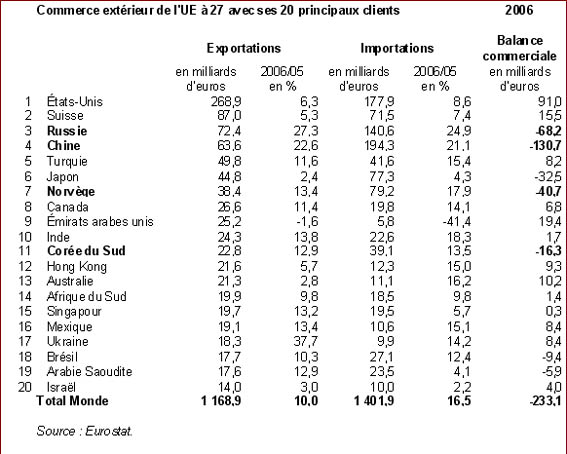 Commerce extérieur de l'UE à 27 avec ses 20 principaux clients 2006
Exportations Importations Balance commerciale
en milliards d'euros 2006/05 en % en milliards d'euros 2006/05 en % en milliards d'euros
1 États-Unis 268,9 6,3 177,9 8,6 91,0
2 Suisse 87,0 5,3 71,5 7,4 15,5
3 Russie 72,4 27,3 140,6 24,9 -68,2
4 Chine 63,6 22,6 194,3 21,1 -130,7
5 Turquie 49,8 11,6 41,6 15,4 8,2
6 Japon 44,8 2,4 77,3 4,3 -32,5
7 Norvège 38,4 13,4 79,2 17,9 -40,7
8 Canada 26,6 11,4 19,8 14,1 6,8
9 Émirats arabes unis 25,2 -1,6 5,8 -41,4 19,4
10 Inde 24,3 13,8 22,6 18,3 1,7
11 Corée du Sud 22,8 12,9 39,1 13,5 -16,3
12 Hong Kong 21,6 5,7 12,3 15,0 9,3
13 Australie 21,3 2,8 11,1 16,2 10,2
14 Afrique du Sud 19,9 9,8 18,5 9,8 1,4
15 Singapour 19,7 13,2 19,5 5,7 0,3
16 Mexique 19,1 13,4 10,6 15,1 8,4
17 Ukraine 18,3 37,7 9,9 14,2 8,4
18 Brésil 17,7 10,3 27,1 12,4 -9,4
19 Arabie Saoudite 17,6 12,9 23,5 4,1 -5,9
20 Israël 14,0 3,0 10,0 2,2 4,0
Total Monde 1 168,9 10,0 1 401,9 16,5 -233,1
Source : Eurostat.